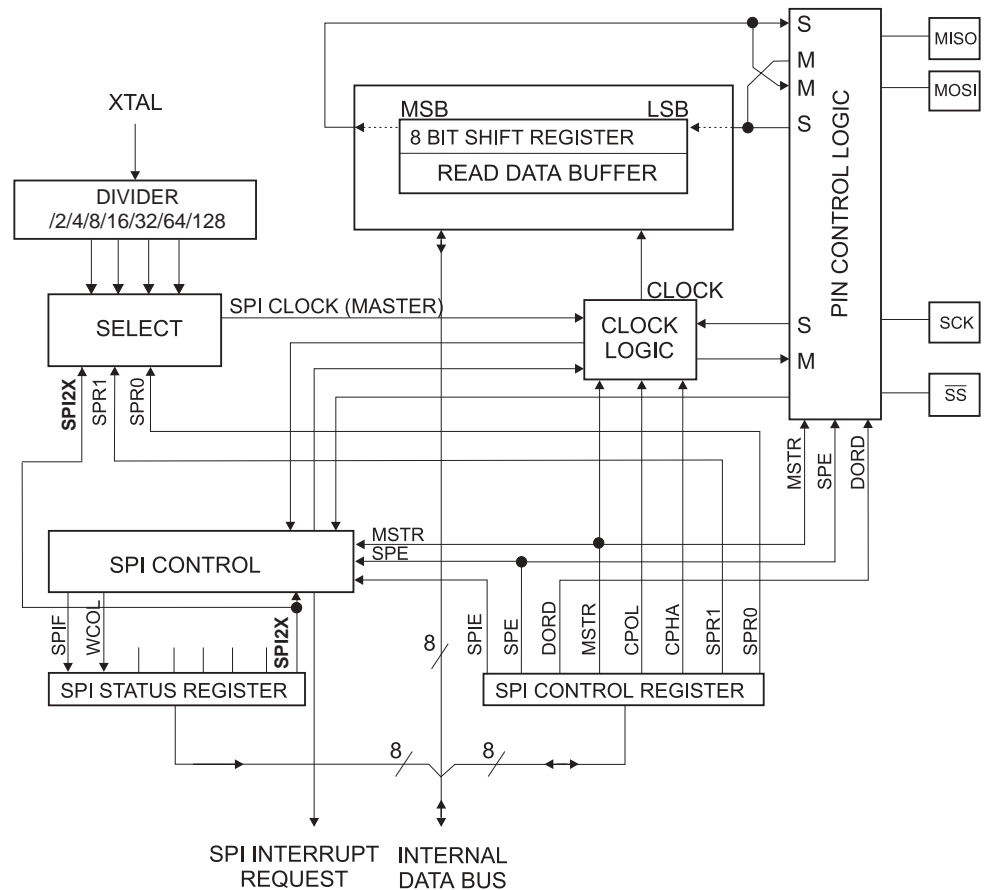 S
MISO
M
XTAL
MSB
LSB
M
MOSI
8 BIT SHIFT REGISTER
S
READ DATA BUFFER
DIVIDER
/2/4/8/16/32/64/128
PIN CONTROL LOGIC
SPI CLOCK (MASTER)
CLOCK
SELECT
CLOCK
LOGIC
S
SCK
M
SPI2X
SPR1
SPR0
SS
MSTR
SPE
DORD
MSTR
SPE
SPI CONTROL
SPIF
WCOL
SPI2X
8
SPIE
SPE
DORD
MSTR
CPOL
CPHA
SPR1
SPR0
SPI STATUS REGISTER
SPI CONTROL REGISTER
8
8
SPI INTERRUPT
REQUEST
INTERNAL
DATA BUS